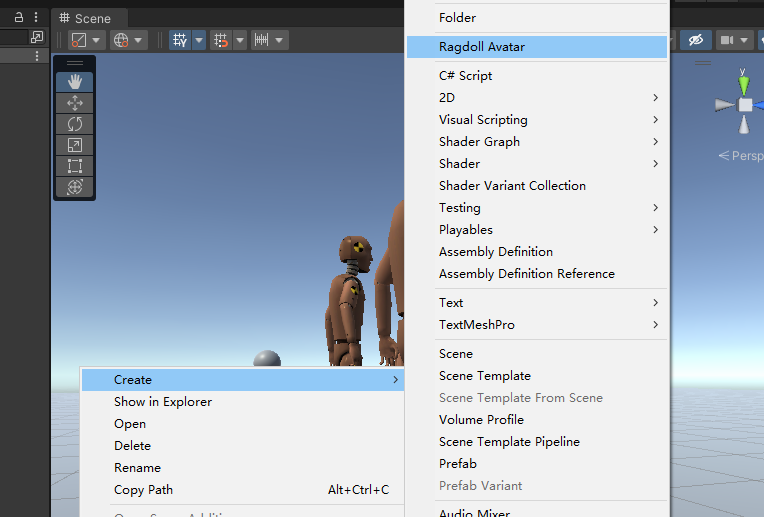 Scene
Folder
Ragdoll Avatar
C# Script
2D
Visual Scripting
Shader Graph
Shader
Shader Variant Collection
Testing
Playables
Assembly Definition
Assembly Definition Reference
Text
TextMeshPro
Scene
Scene Template
Scene Template From Scene
Volume Profile
Scene Template Pipeline
Prefab
Prefab Variant
Audio Mixer
Create
Show in Explorer
Open
Delete
Rename
Copy Path Alt+Ctrl+C
y
Persp